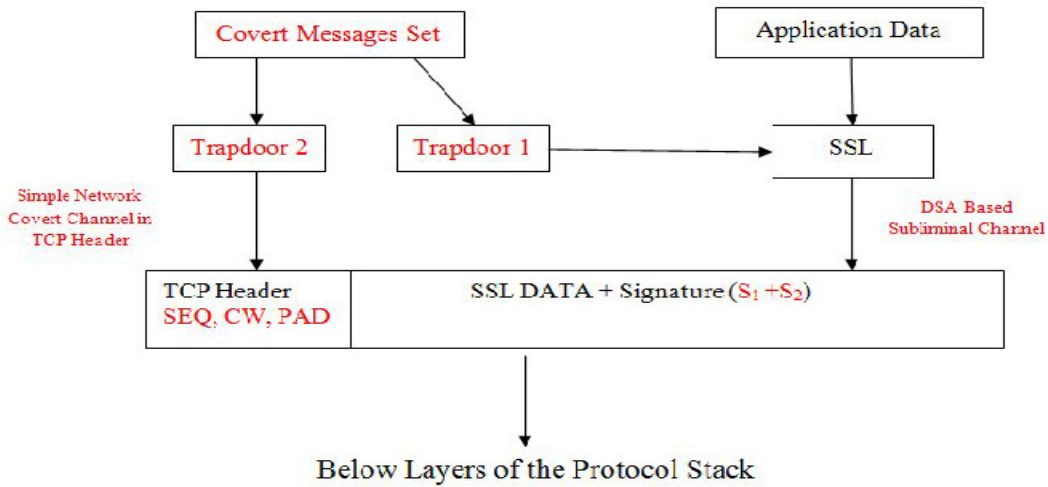 Covert Messages Set
Application Data
Trapdoor 2
Trapdoor 1
SSL
Simple Network
Covert Channel in
TCP Header
DSA Based
Subliminal Channel
TCP Header
SEQ, CW, PAD
SSL DATA + Signature (S₁ +S₂)
Below Layers of the Protocol Stack